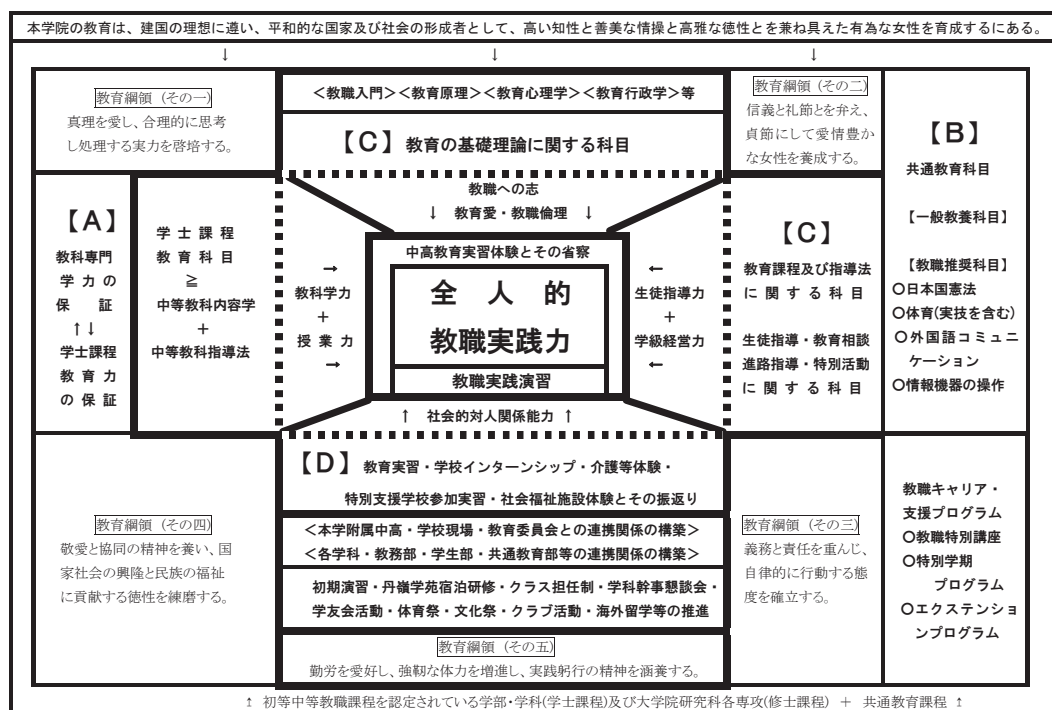 本学院の教育は、建国の理想に遵い、平和的な国家及び社会の形成者として、高い知性と善美な情操と高雅な徳性とを兼ね具えた有為な女性を育成するにある。
↓ ↓ ↓
教育綱領（その一）
真理を愛し、合理的に思考
し処理する実力を啓培する。
＜教職入門＞＜教育原理＞＜教育心理学＞＜教育行政学＞等
【C】教育の基礎理論に関する科目
教育綱領（その二）
信義と礼節とを弁え、
貞節にして愛情豊か
な女性を養成する。
【B】
共通教育科目
【一般教養科目】
【教職推奨科目】
○日本国憲法
○体育(実技を含む)
○外国語コミュニ
ケーション
○情報機器の操作
【A】
教科専門
学力の
保証
↑↓
学士課程
教育力
の保証
学士課程
教育科目
≧
中等教科内容学
＋
中等教科指導法
教職への志
↓ 教育愛・教職倫理 ↓
→
教科学力
＋
授業力
→
中高教育実習体験とその省察
全人的
教職実践力
教職実践演習
←
生徒指導力
＋
学級経営力
←
↑ 社会的対人関係能力 ↑
【C】
教育課程及び指導法
に関する科目
生徒指導・教育相談
進路指導・特別活動
に関する科目
【D】教育実習・学校インターンシップ・介護等体験・
特別支援学校参加実習・社会福祉施設体験とその振返り
＜本学附属中高・学校現場・教育委員会との連携関係の構築＞
＜各学科・教務部・学生部・共通教育部等の連携関係の構築＞
初期演習・丹嶺学苑宿泊研修・クラス担任制・学科幹事懇談会・
学友会活動・体育祭・文化祭・クラブ活動・海外留学等の推進
教育綱領（その四）
敬愛と協同の精神を養い、国
家社会の興隆と民族の福祉
に貢献する徳性を練磨する。
教育綱領（その三）
義務と責任を重んじ、
自律的に行動する態
度を確立する。
教職キャリア・
支援プログラム
○教職特別講座
○特別学期
プログラム
○エクステンショ
ンプログラム
教育綱領（その五）
勤労を愛好し、強靭な体力を増進し、実践躬行の精神を涵養する。
↑ 初等中等教職課程を認定されている学部・学科(学士課程)及び大学院研究科各専攻(修士課程) ＋ 共通教育課程 ↑